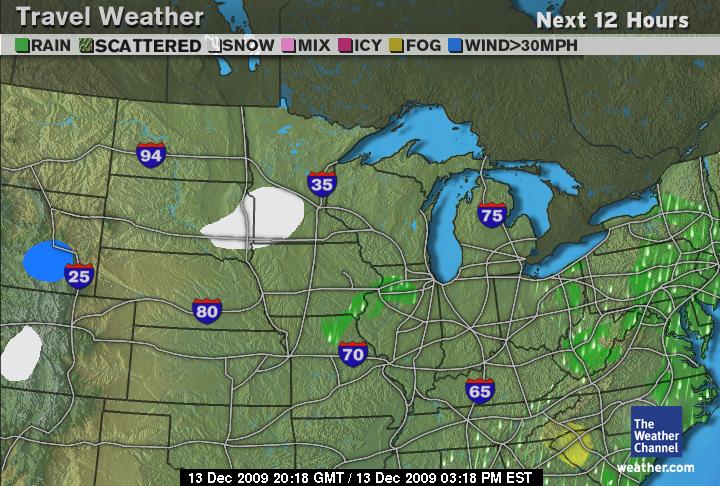 Travel Weather
Next 12 Hours
RAIN SCATTERED SNOW MIX ICY FOG WIND>30MPH
94
35
75
25
80
70
65
The
Weather
Channel
weather.com
13 Dec 2009 20:18 GMT / 13 Dec 2009 03:18 PM EST